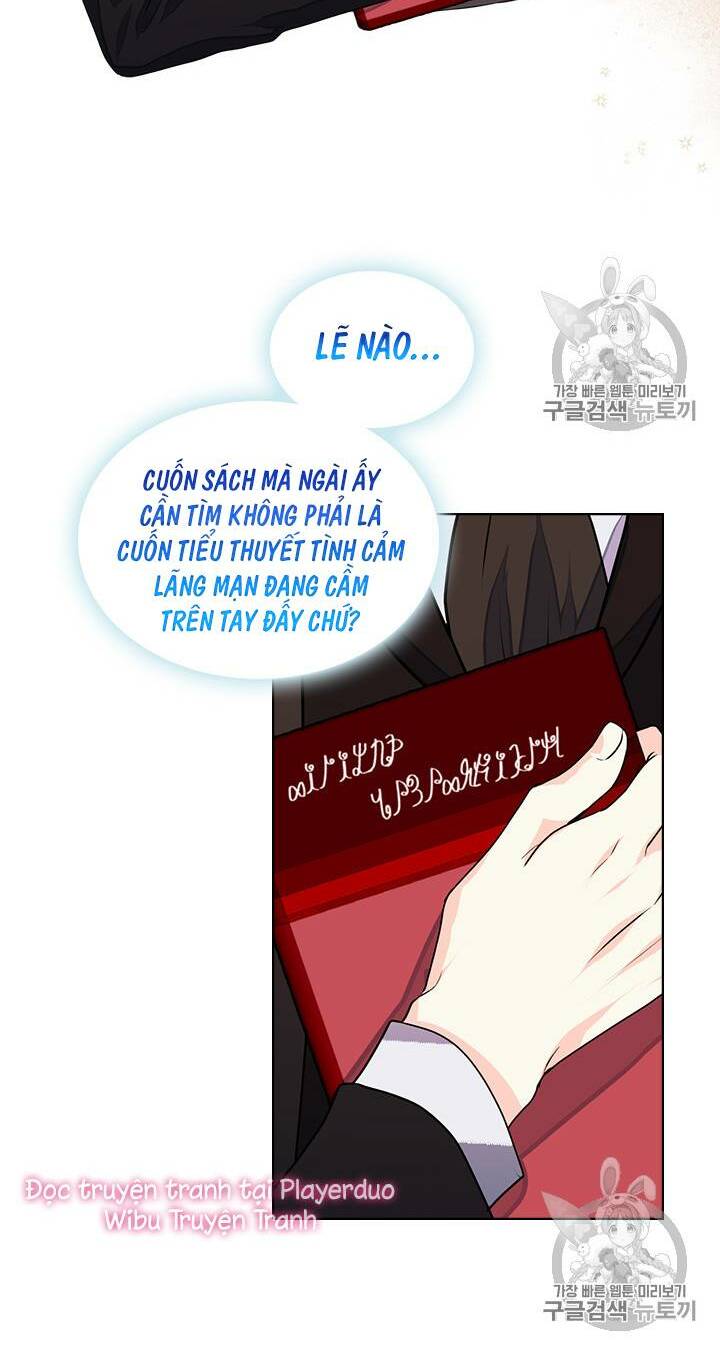 LẼ NÀO...
가장 빠른 웹툰 미리보기
구글검색 뉴토끼
CUỐN SÁCH MÀ NGÀI ẤY
CẦN TÌM KHÔNG PHẢI LÀ
CUỐN TIỂU THUYẾT TÌNH CẢM
LÃNG MẠN ĐANG CẦM
TRÊN TAY ĐẤY CHỨ?
Đọc truyện tranh tại Playerduo
Wibu Truyện Tranh
가장 빠른 웹툰 미리보기
구글검색 뉴토끼